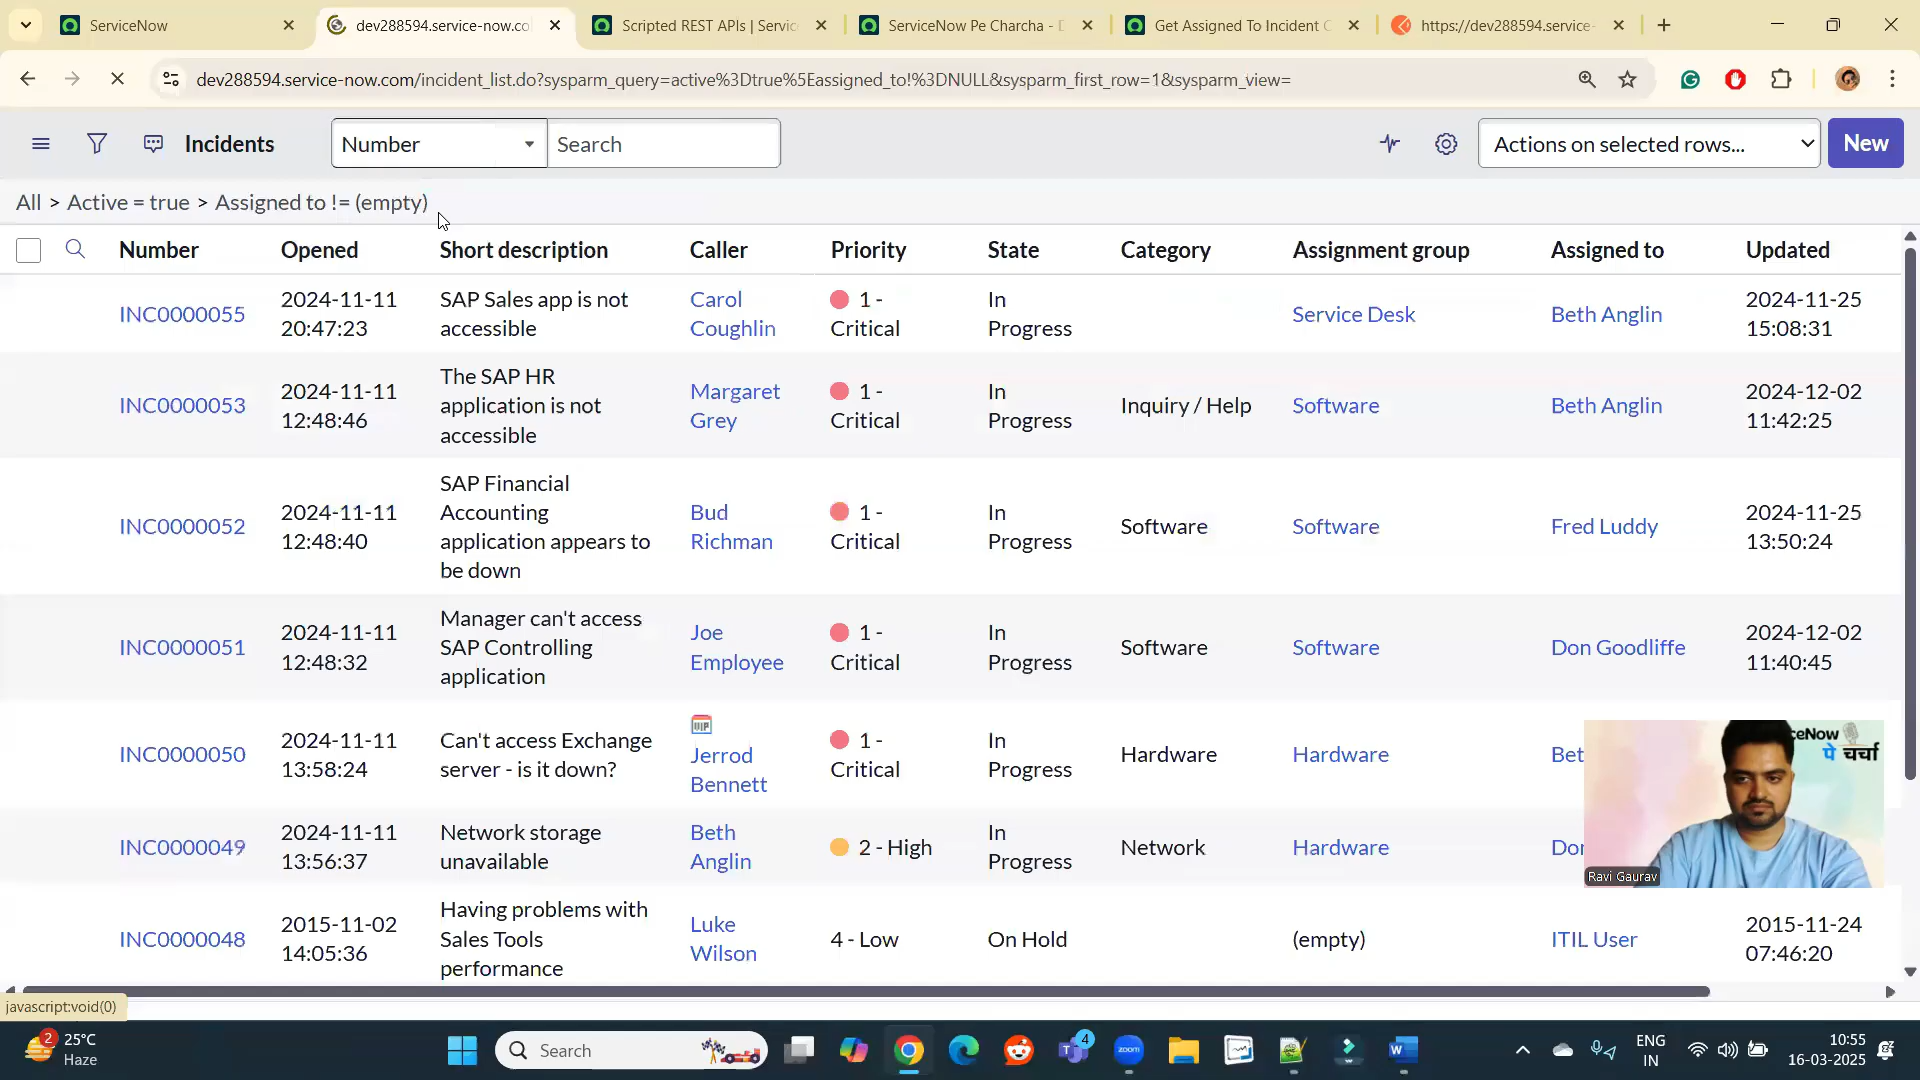 ServiceNow
dev288594.service-now.co
Scripted REST APIs | Servic
ServiceNow Pe Charcha - D
Get Assigned To Incident C
https://dev288594.service-
dev288594.service-now.com/incident_list.do?sysparm_query=active%3Dtrue%5Eassigned_to!%3DNULL&sysparm_first_row=1&sysparm_view=
Incidents
Number
Search
Actions on selected rows...
New
All > Active = true > Assigned to != (empty)
Number Opened Short description Caller Priority State Category Assignment group Assigned to Updated
INC0000055
2024-11-11
20:47:23
SAP Sales app is not
accessible
Carol
Coughlin
1 -
Critical
In
Progress
Service Desk
Beth Anglin
2024-11-25
15:08:31
INC0000053
2024-11-11
12:48:46
The SAP HR
application is not
accessible
Margaret
Grey
1 -
Critical
In
Progress
Inquiry / Help
Software
Beth Anglin
2024-12-02
11:42:25
INC0000052
2024-11-11
12:48:40
SAP Financial
Accounting
application appears to
be down
Bud
Richman
1 -
Critical
In
Progress
Software
Software
Fred Luddy
2024-11-25
13:50:24
INC0000051
2024-11-11
12:48:32
Manager can't access
SAP Controlling
application
Joe
Employee
1 -
Critical
In
Progress
Software
Software
Don Goodliffe
2024-12-02
11:40:45
INC0000050
2024-11-11
13:58:24
Can't access Exchange
server - is it down?
VIP
Jerrod
Bennett
1 -
Critical
In
Progress
Hardware
Hardware
Bet
INC0000049
2024-11-11
13:56:37
Network storage
unavailable
Beth
Anglin
2 - High
In
Progress
Network
Hardware
Dor
INC0000048
2015-11-02
14:05:36
Having problems with
Sales Tools
performance
Luke
Wilson
4 - Low
On Hold
(empty)
ITIL User
2015-11-24
07:46:20
ceNow
पे चर्चा
Ravi Gaurav
javascript:void(0)
2
25°C
Haze
Search
4
zoom
ENG
IN
10:55
16-03-2025